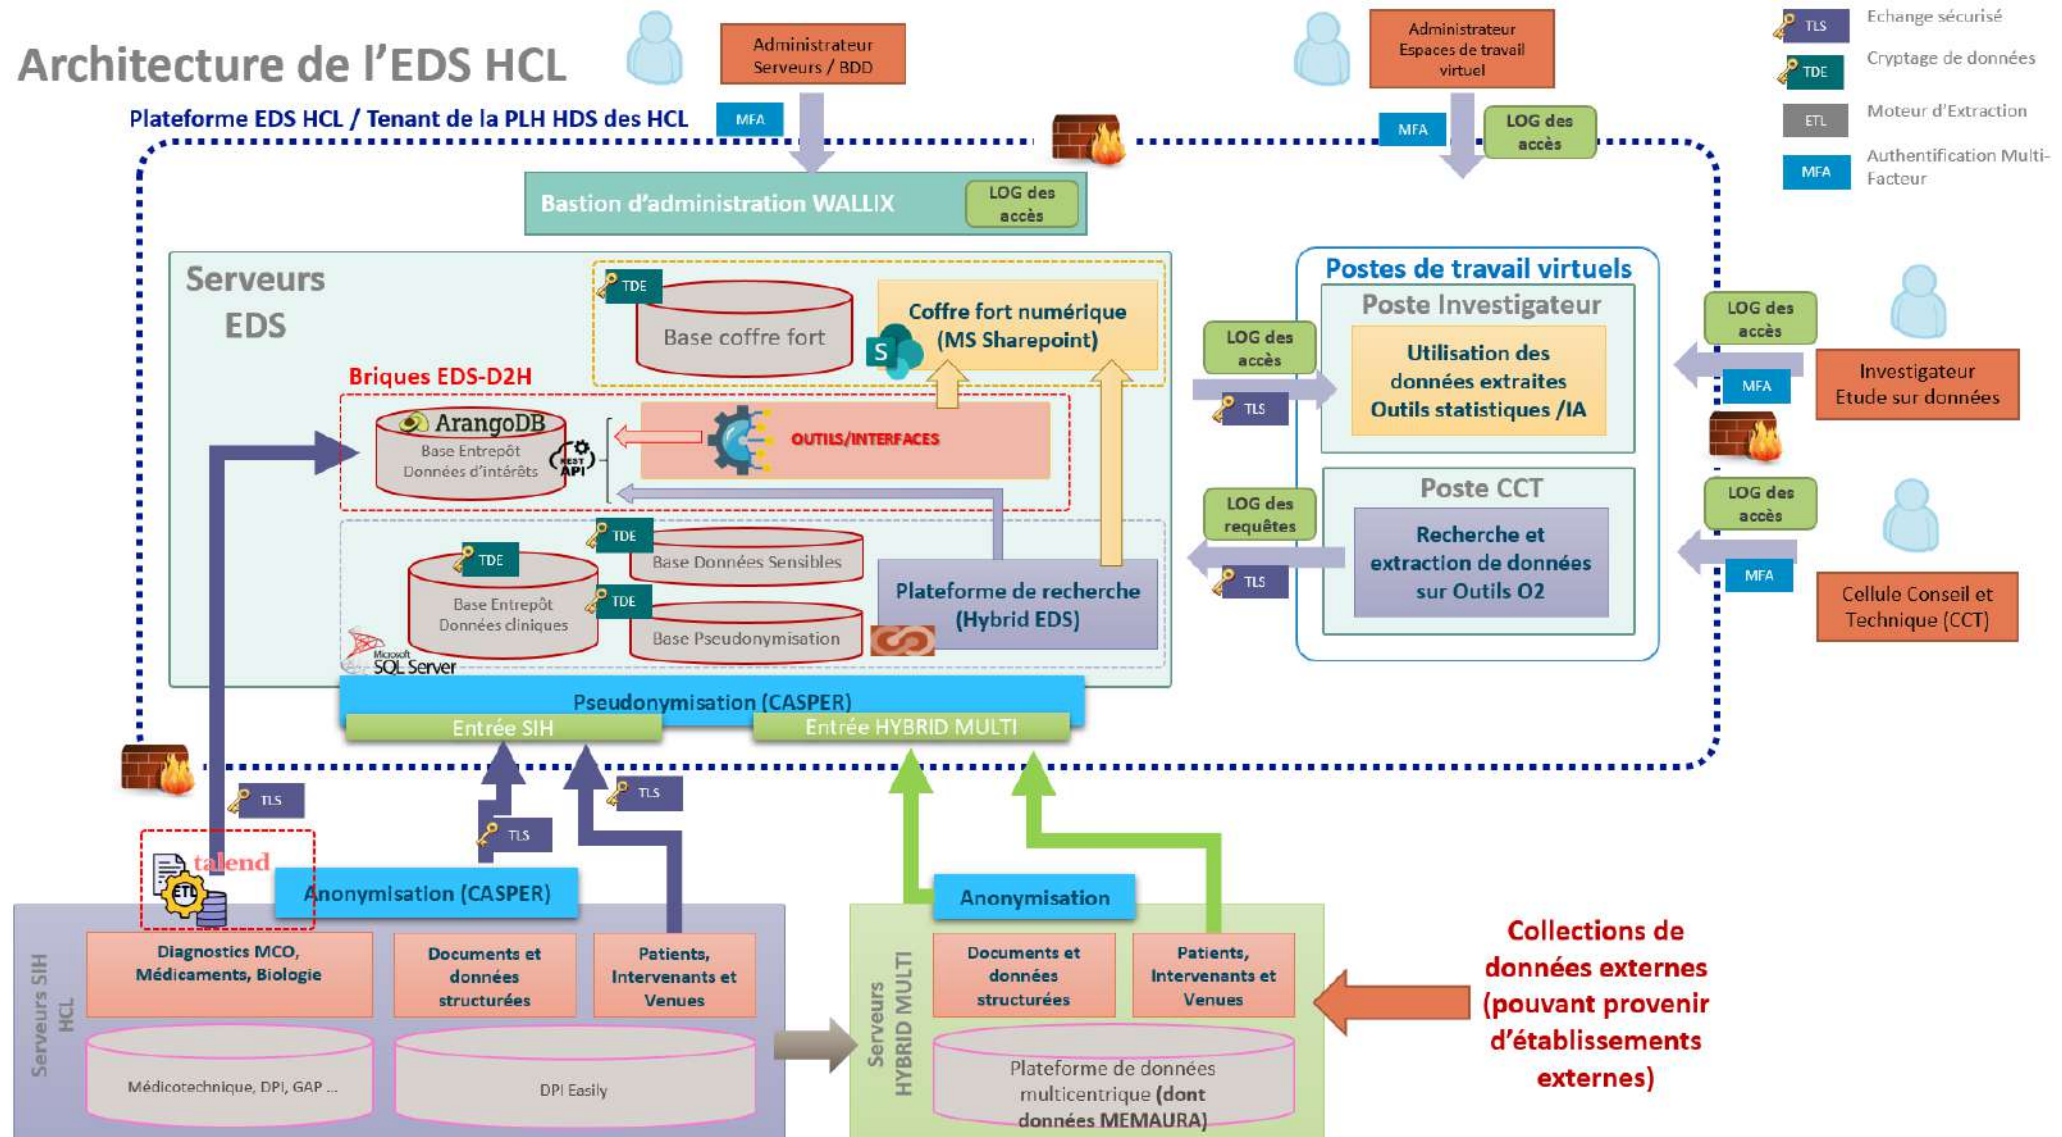 Architecture de l'EDS HCL
Plateforme EDS HCL / Tenant de la PLH HDS des HCL
Administrateur
Serveurs / BDD
MFA
Administrateur
Espaces de travail
virtuel
MFA
LOG des
accès
TLS
Echange sécurisé
TDE
Cryptage de données
ETL
Moteur d'Extraction
MFA
Authentification Multi-
Facteur
Bastion d'administration WALLIX
LOG des
accès
Serveurs
EDS
TDE
Base coffre fort
Coffre fort numérique
(MS Sharepoint)
S
Briques EDS-D2H
ArangoDB
Base Entrepôt
Données d'intérêts
REST
API
OUTILS/INTERFACES
TDE
Base Entrepôt
Données cliniques
TDE
Base Données Sensibles
TDE
Base Pseudonymisation
Plateforme de recherche
(Hybrid EDS)
Microsoft
SQL Server
Pseudonymisation (CASPER)
Entrée SIH
Entrée HYBRID MULTI
LOG des
accès
TLS
LOG des
requêtes
TLS
Postes de travail virtuels
Poste Investigateur
Utilisation des
données extraites
Outils statistiques /IA
Poste CCT
Recherche et
extraction de données
sur Outils O2
LOG des
accès
MFA
Investigateur
Etude sur données
LOG des
accès
MFA
Cellule Conseil et
Technique (CCT)
TLS
TLS
TLS
talend
ETL
Anonymisation (CASPER)
Serveurs SIH
HCL
Diagnostics MCO,
Médicaments, Biologie
Documents et
données
structurées
Patients,
Intervenants et
Venues
Médicotechnique, DPI, GAP ...
DPI Easily
Anonymisation
Serveurs
HYBRID MULTI
Documents et
données
structurées
Patients,
Intervenants et
Venues
Plateforme de données
multicentrique (dont
données MEMAURA)
Collections de
données externes
(pouvant provenir
d'établissements
externes)